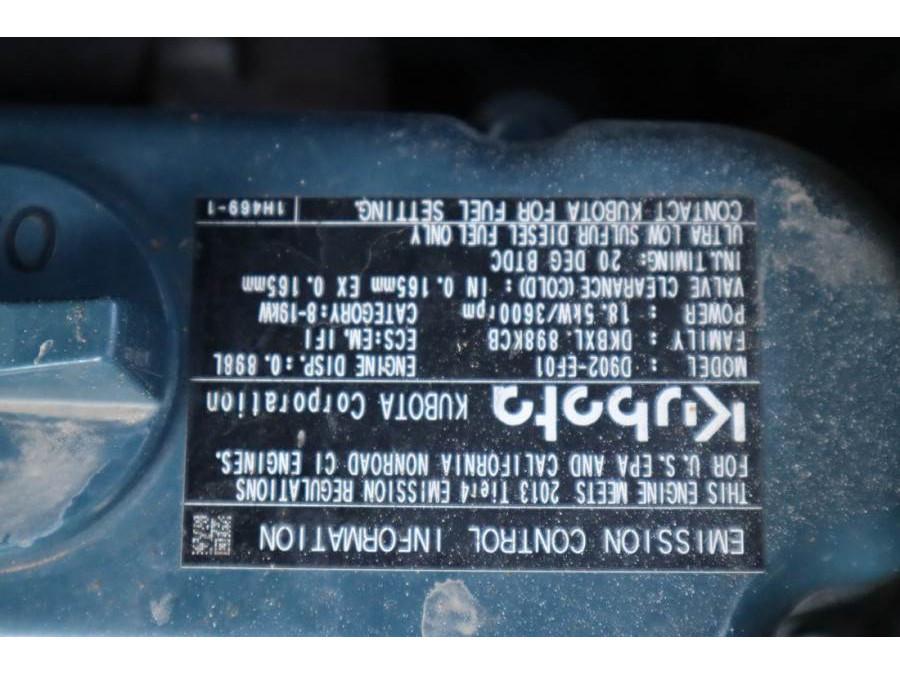 EMISSION CONTROL INFORMATION
THIS ENGINE MEETS 2013 Tier4 EMISSION REGULATIONS
FOR U.S.EPA AND CALIFORNIA NONROAD CI ENGINES.
Kubota KUBOTA Corporation
MODEL : D902-EF01 ENGINE DISP.:0.898L
FAMILY : DKBXL.898KCB ECS:EM.IFI
POWER : 18.5kW/3600rpm CATEGORY:8-19kW
VALVE CLEARANCE(COLD): IN 0.165mm EX 0.165mm
INJ.TIMING: 20 DEG BTDC
ULTRA LOW SULFUR DIESEL FUEL ONLY
CONTACT KUBOTA FOR FUEL SETTING. 1H469-1